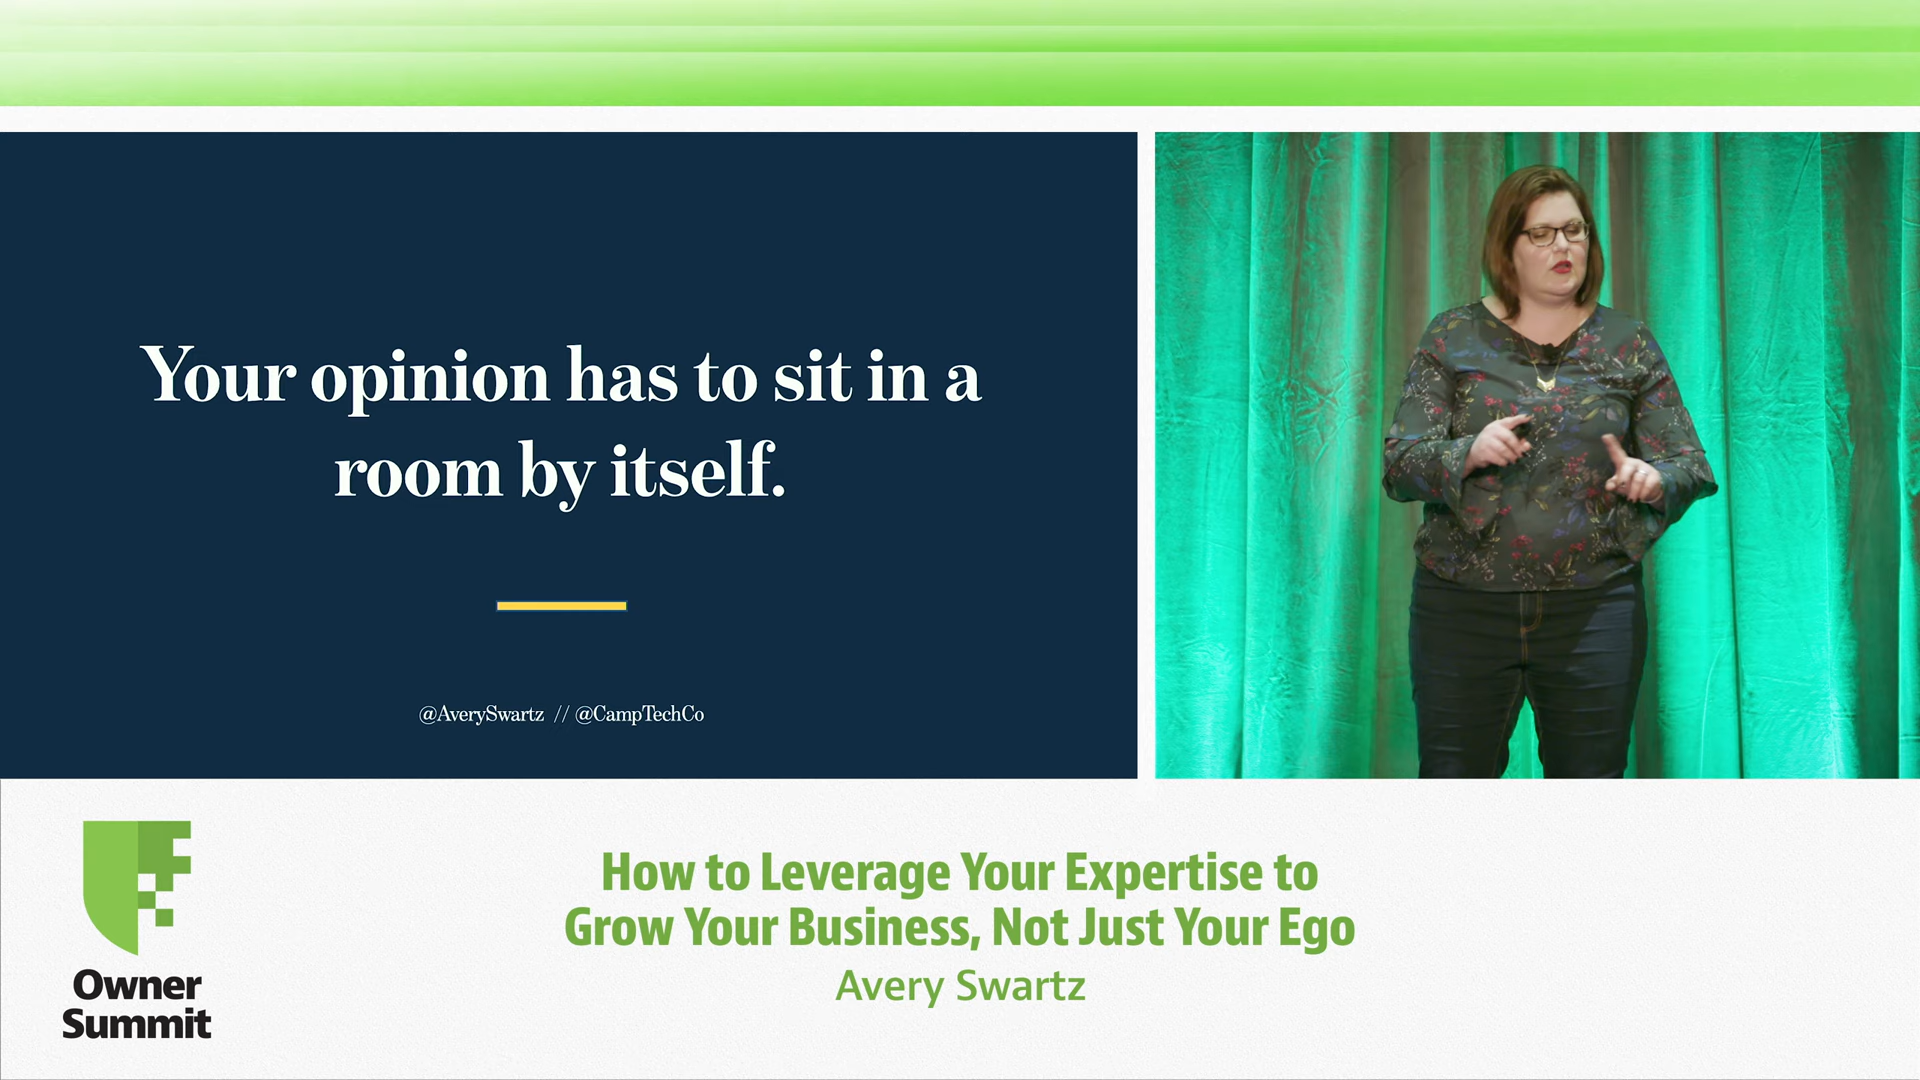 Your opinion has to sit in a
room by itself.
@AverySwartz // @CampTechCo
Owner
Summit
How to Leverage Your Expertise to
Grow Your Business, Not Just Your Ego
Avery Swartz